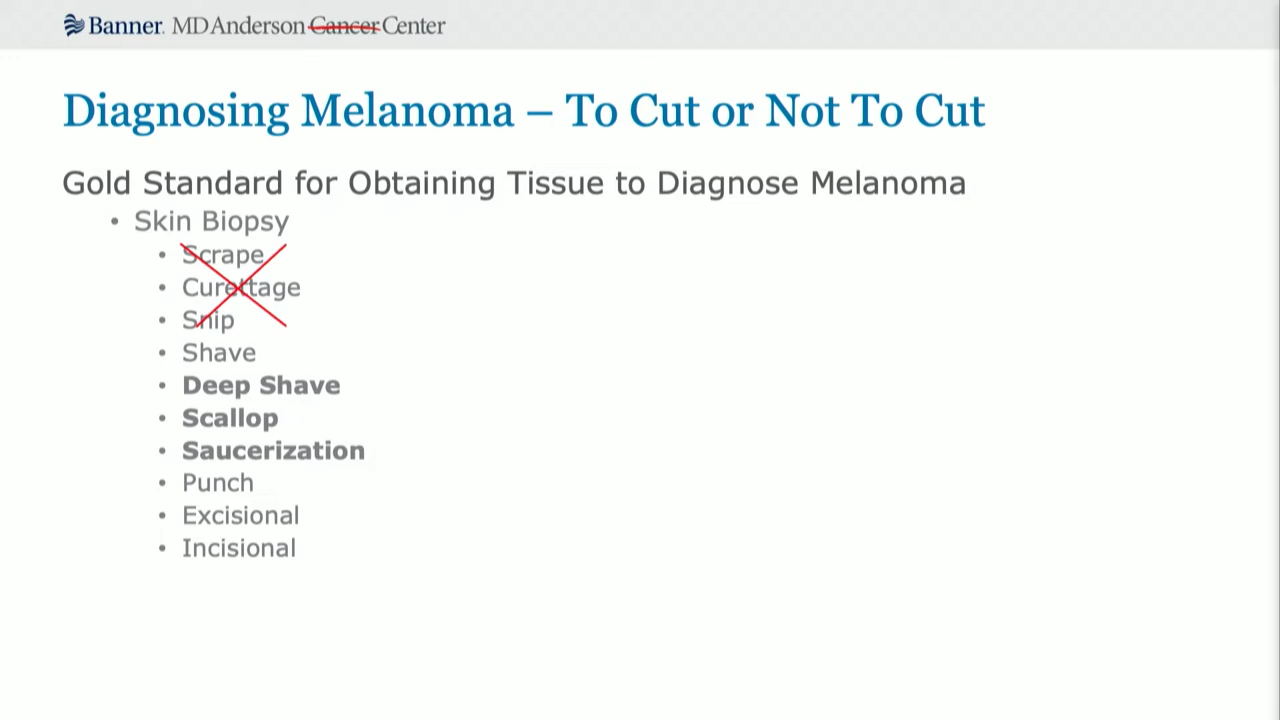 Banner. MD Anderson Cancer Center
Diagnosing Melanoma – To Cut or Not To Cut
Gold Standard for Obtaining Tissue to Diagnose Melanoma
• Skin Biopsy
• Scrape
• Curettage
• Snip
• Shave
• Deep Shave
• Scallop
• Saucerization
• Punch
• Excisional
• Incisional